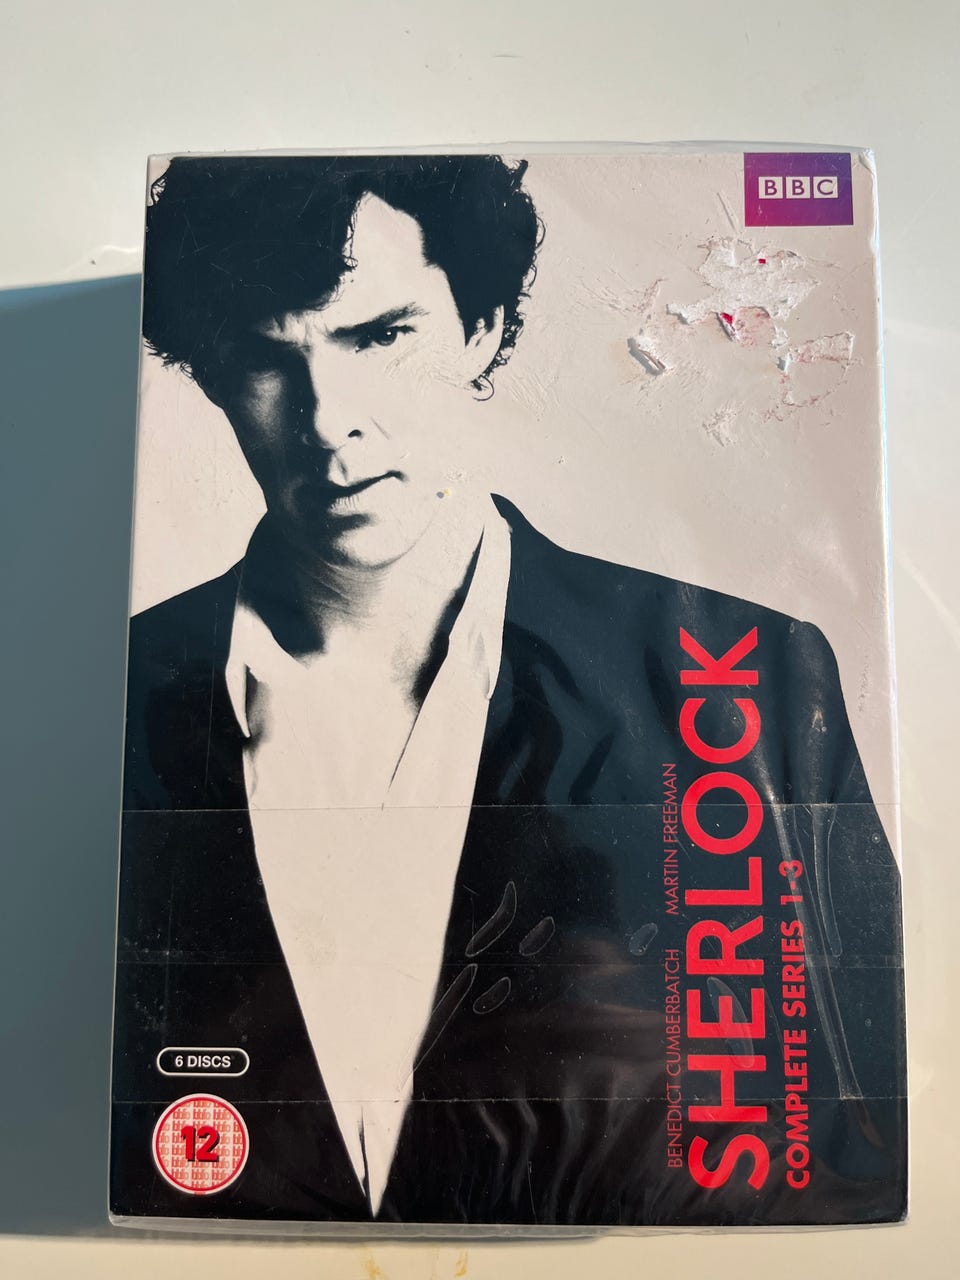 BBC
BENEDICT CUMBERBATCH MARTIN FREEMAN
SHERLOCK
COMPLETE SERIES 1-3
6 DISCS
12